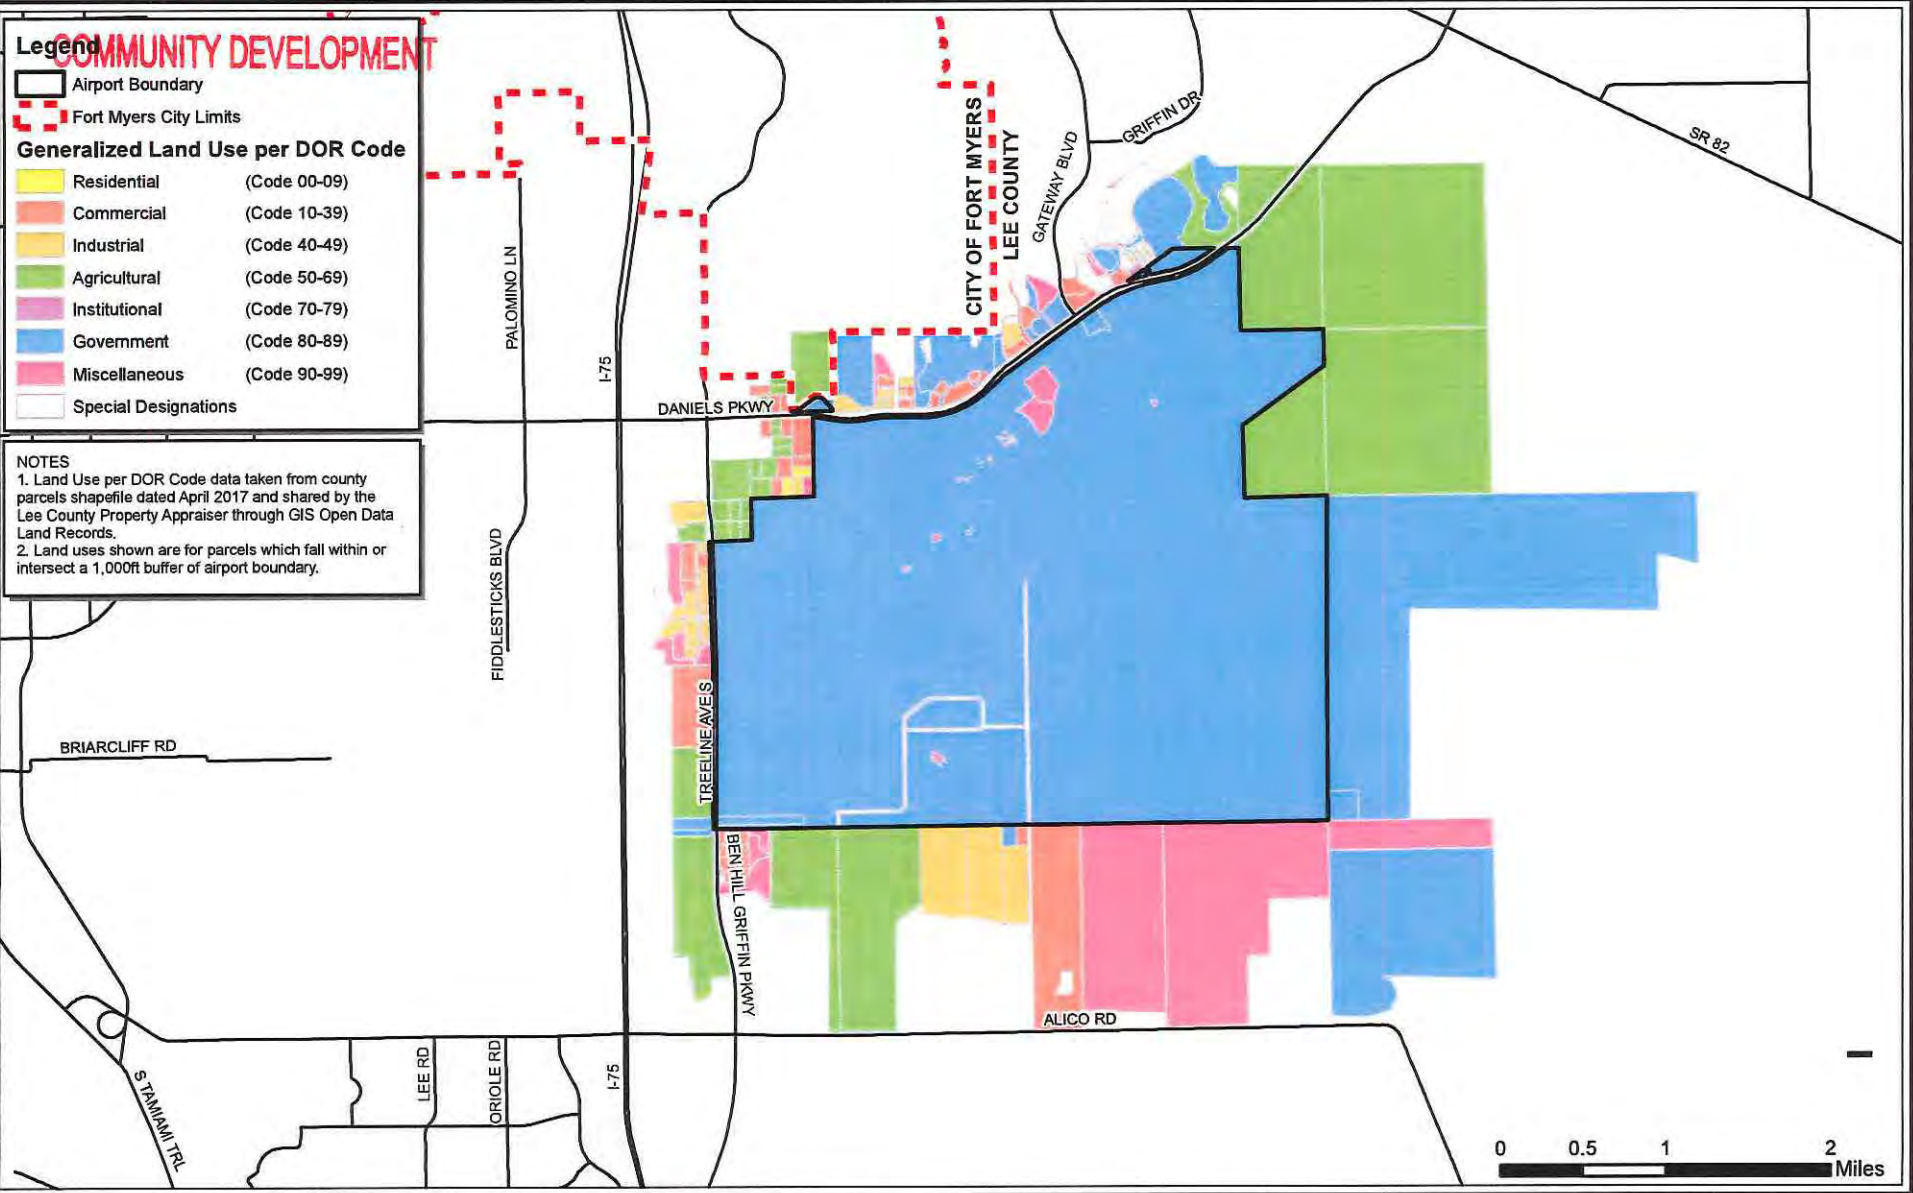 COMMUNITY DEVELOPMENT
Legend
Airport Boundary
Fort Myers City Limits
Generalized Land Use per DOR Code
Residential (Code 00-09)
Commercial (Code 10-39)
Industrial (Code 40-49)
Agricultural (Code 50-69)
Institutional (Code 70-79)
Government (Code 80-89)
Miscellaneous (Code 90-99)
Special Designations
NOTES
1. Land Use per DOR Code data taken from county
parcels shapefile dated April 2017 and shared by the
Lee County Property Appraiser through GIS Open Data
Land Records.
2. Land uses shown are for parcels which fall within or
intersect a 1,000ft buffer of airport boundary.
CITY OF FORT MYERS
LEE COUNTY
GATEWAY BLVD
GRIFFIN DR
SR 82
PALOMINO LN
I-75
DANIELS PKWY
FIDDLESTICKS BLVD
TREELINE AVE S
BRIARCLIFF RD
BEN HILL GRIFFIN PKWY
ALICO RD
S TAMIAMI TRL
LEE RD
ORIOLE RD
I-75
0 0.5 1 2
Miles